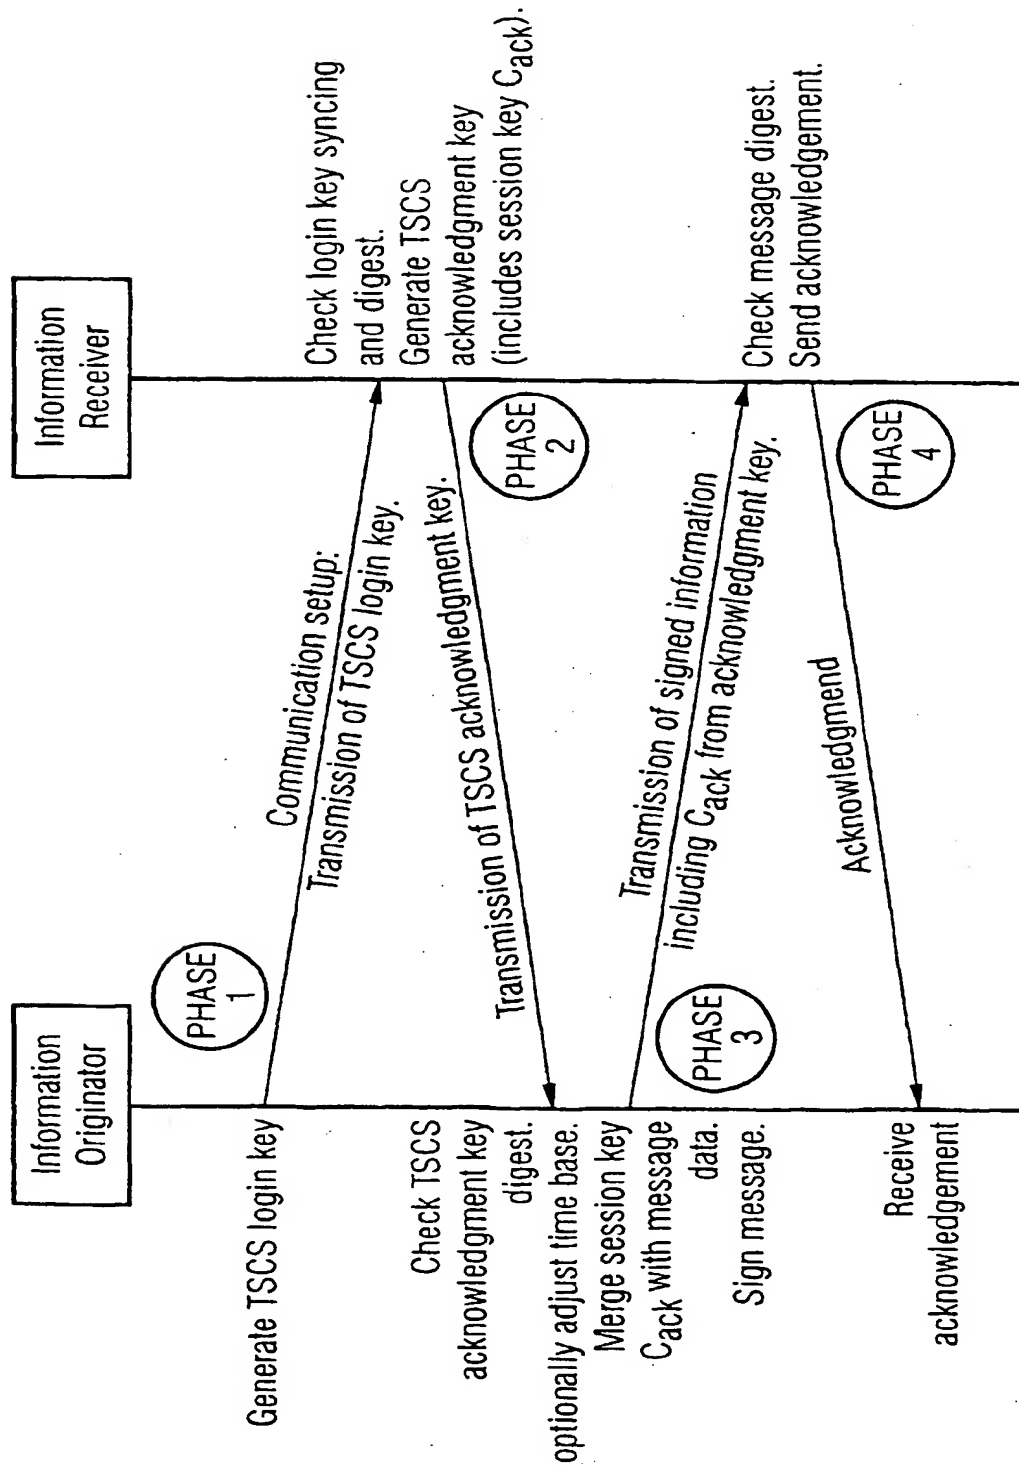 Information
Originator
Information
Receiver
Generate TSCS login key
PHASE
1
Communication setup:
Transmission of TSCS login key.
Check login key syncing
and digest.
Generate TSCS
acknowledgment key
(includes session key Cack).
PHASE
2
Transmission of TSCS acknowledgment key.
Check TSCS
acknowledgment key
digest.
optionally adjust time base.
Merge session key
Cack with message
data.
Sign message.
PHASE
3
Transmission of signed information
including Cack from acknowledgment key.
Check message digest.
Send acknowledgement.
PHASE
4
Acknowledgmend
Receive
acknowledgement